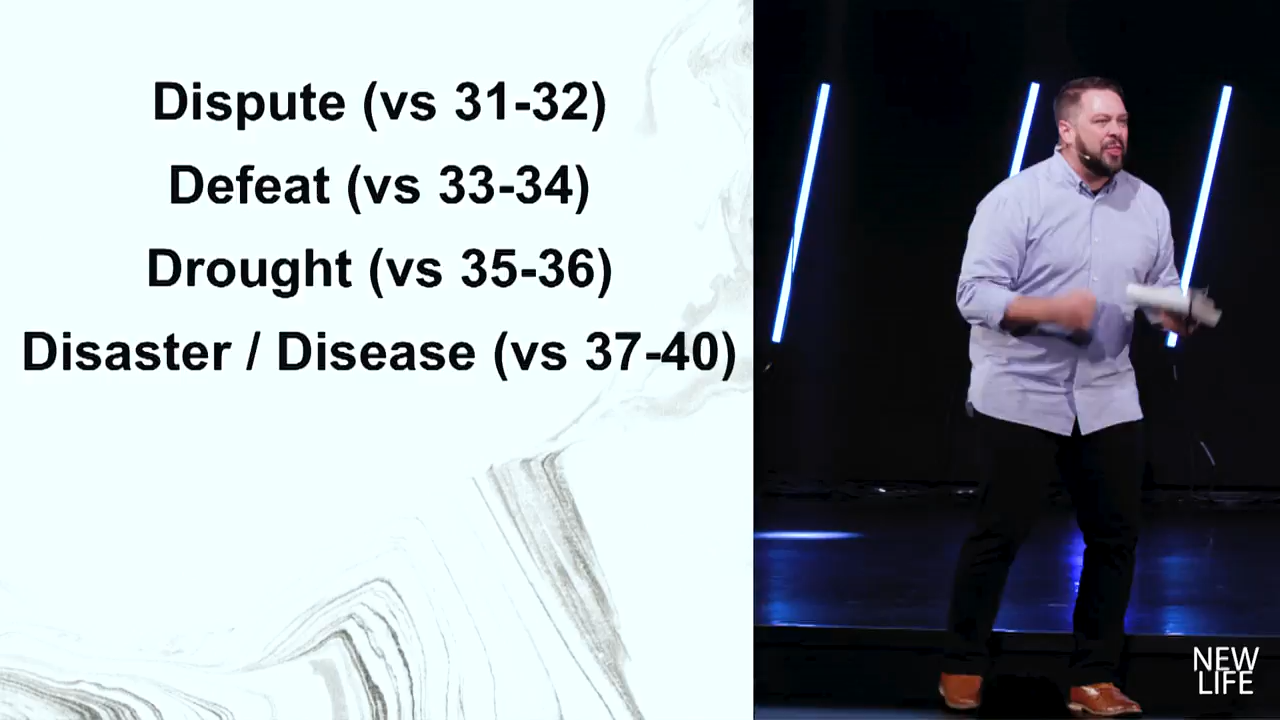 Dispute (vs 31-32)
Defeat (vs 33-34)
Drought (vs 35-36)
Disaster / Disease (vs 37-40)
NEW
LIFE